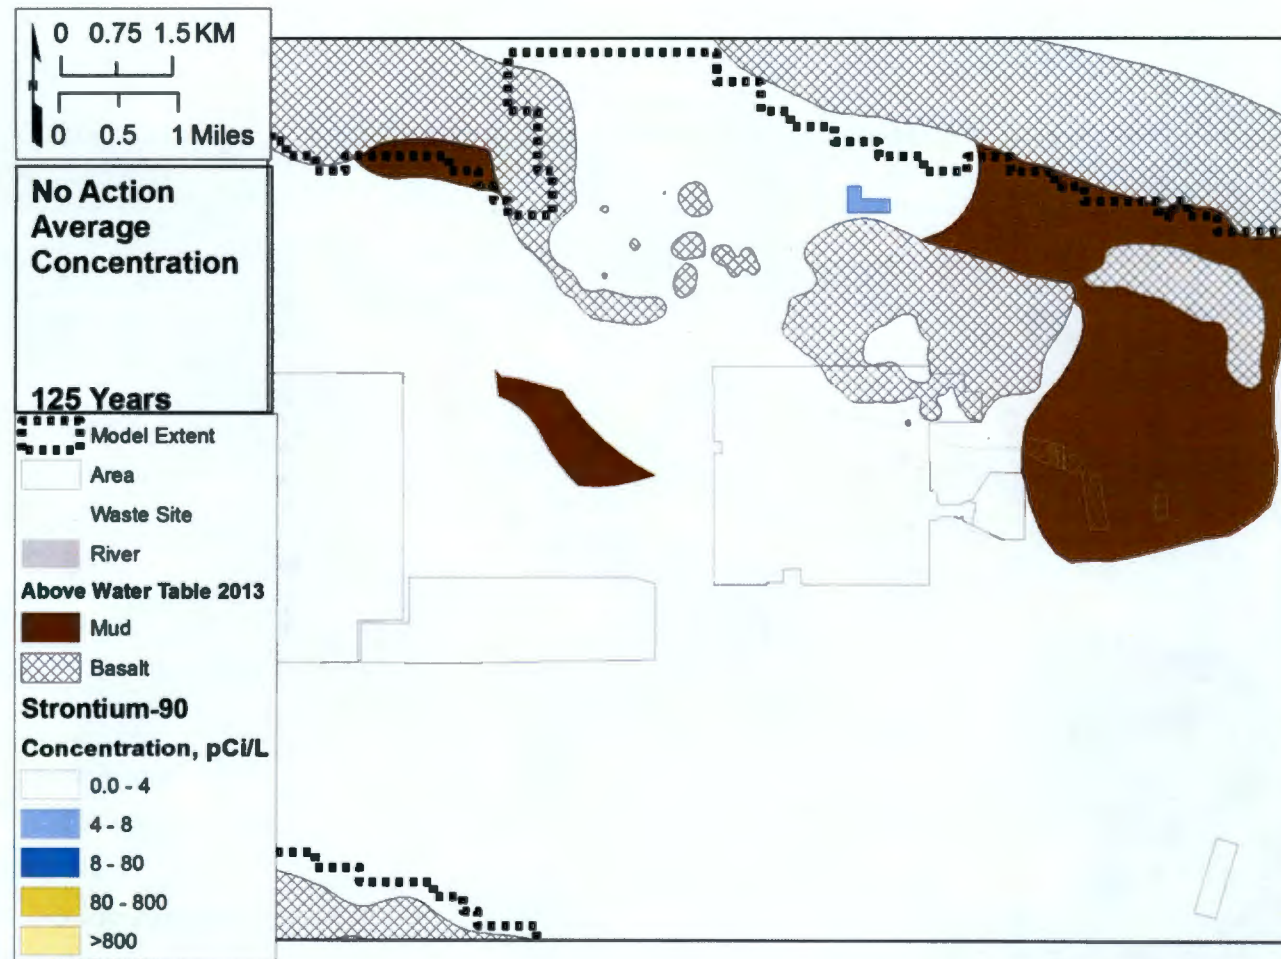 0 0.75 1.5 KM
N
0 0.5 1 Miles
No Action
Average
Concentration
125 Years
Model Extent
Area
Waste Site
River
Above Water Table 2013
Mud
Basalt
Strontium-90
Concentration, pCi/L
0.0 - 4
4 - 8
8 - 80
80 - 800
>800